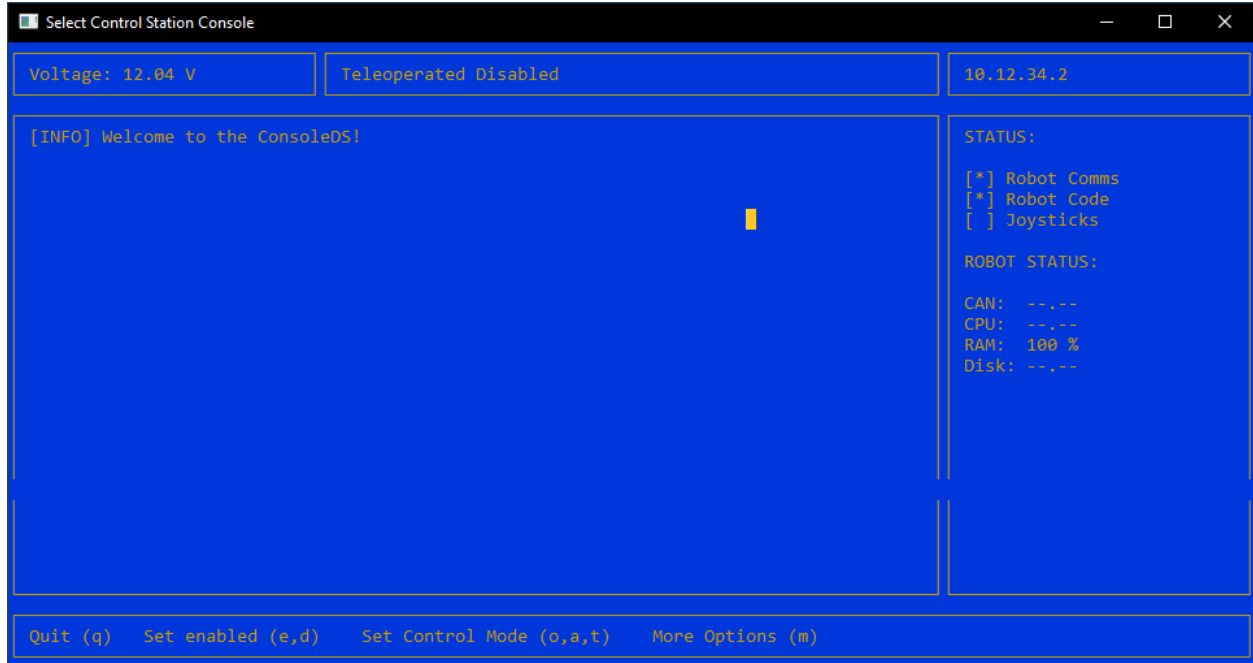 Select Control Station Console
Voltage: 12.04 V
Teleoperated Disabled
10.12.34.2
[INFO] Welcome to the ConsoleDS!
STATUS:
[*] Robot Comms
[*] Robot Code
[ ] Joysticks
ROBOT STATUS:
CAN: --.--
CPU: --.--
RAM: 100 %
Disk: --.--
Quit (q) Set enabled (e,d) Set Control Mode (o,a,t) More Options (m)